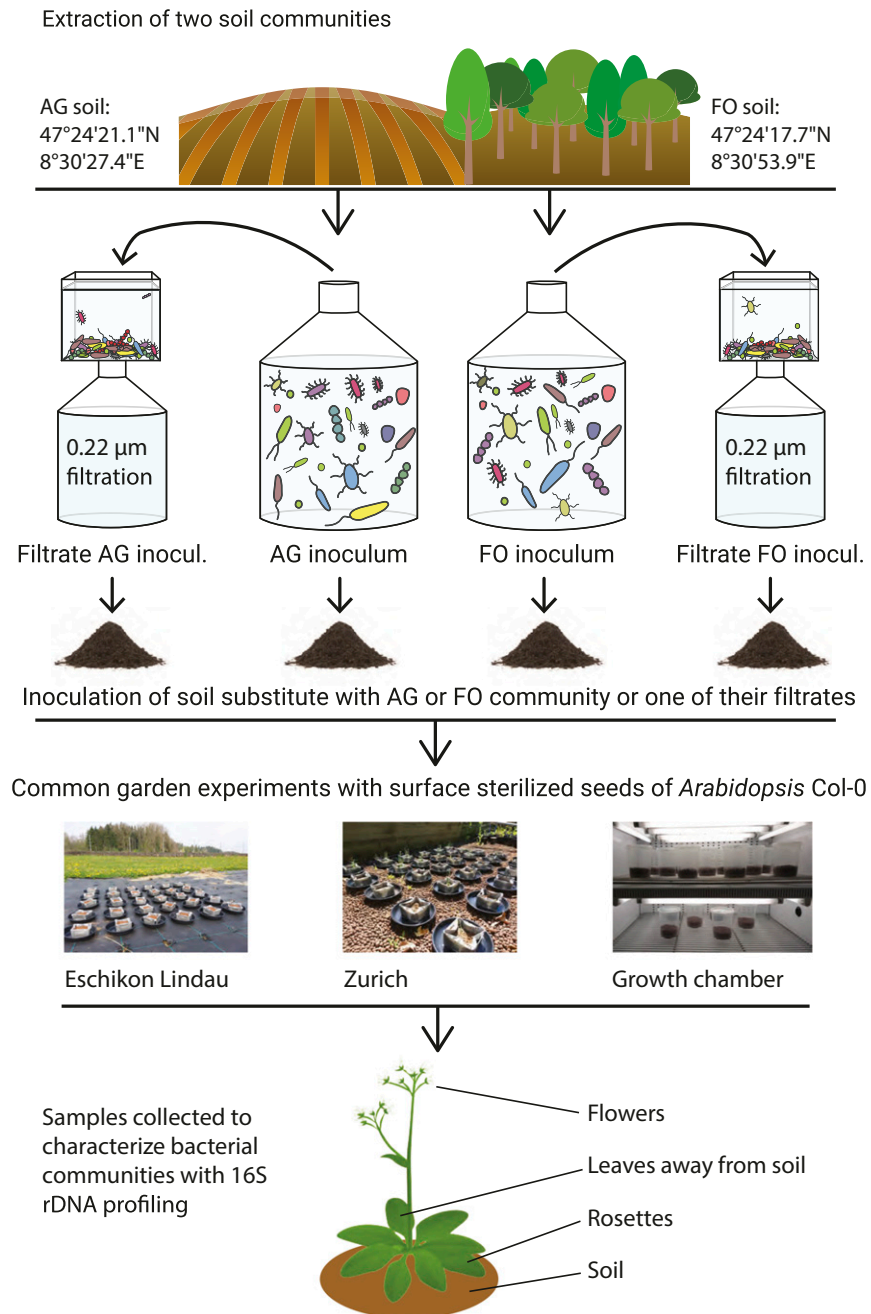 Extraction of two soil communities
AG soil:
47°24'21.1"N
8°30'27.4"E
FO soil:
47°24'17.7"N
8°30'53.9"E
0.22 µm
filtration
0.22 µm
filtration
Filtrate AG inocul.
AG inoculum
FO inoculum
Filtrate FO inocul.
Inoculation of soil substitute with AG or FO community or one of their filtrates
Common garden experiments with surface sterilized seeds of Arabidopsis Col-0
Eschikon Lindau
Zurich
Growth chamber
Samples collected to
characterize bacterial
communities with 16S
rDNA profiling
Flowers
Leaves away from soil
Rosettes
Soil